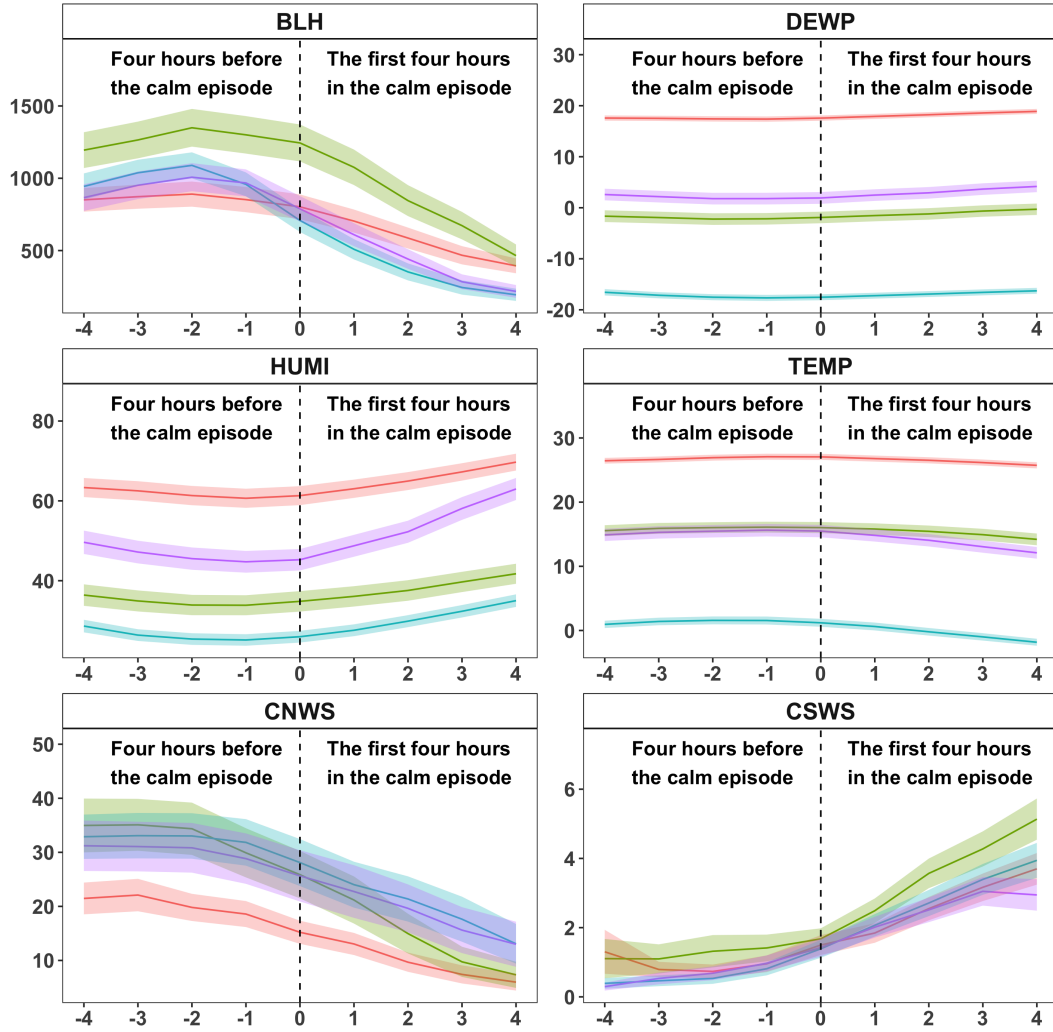 BLH
Four hours before
the calm episode
The first four hours
in the calm episode
1500
1000
500
-4 -3 -2 -1 0 1 2 3 4
DEWP
Four hours before
the calm episode
The first four hours
in the calm episode
30
20
10
0
-10
-20
-4 -3 -2 -1 0 1 2 3 4
HUMI
Four hours before
the calm episode
The first four hours
in the calm episode
80
60
40
-4 -3 -2 -1 0 1 2 3 4
TEMP
Four hours before
the calm episode
The first four hours
in the calm episode
30
20
10
0
-4 -3 -2 -1 0 1 2 3 4
CNWS
Four hours before
the calm episode
The first four hours
in the calm episode
50
40
30
20
10
-4 -3 -2 -1 0 1 2 3 4
CSWS
Four hours before
the calm episode
The first four hours
in the calm episode
6
4
2
0
-4 -3 -2 -1 0 1 2 3 4